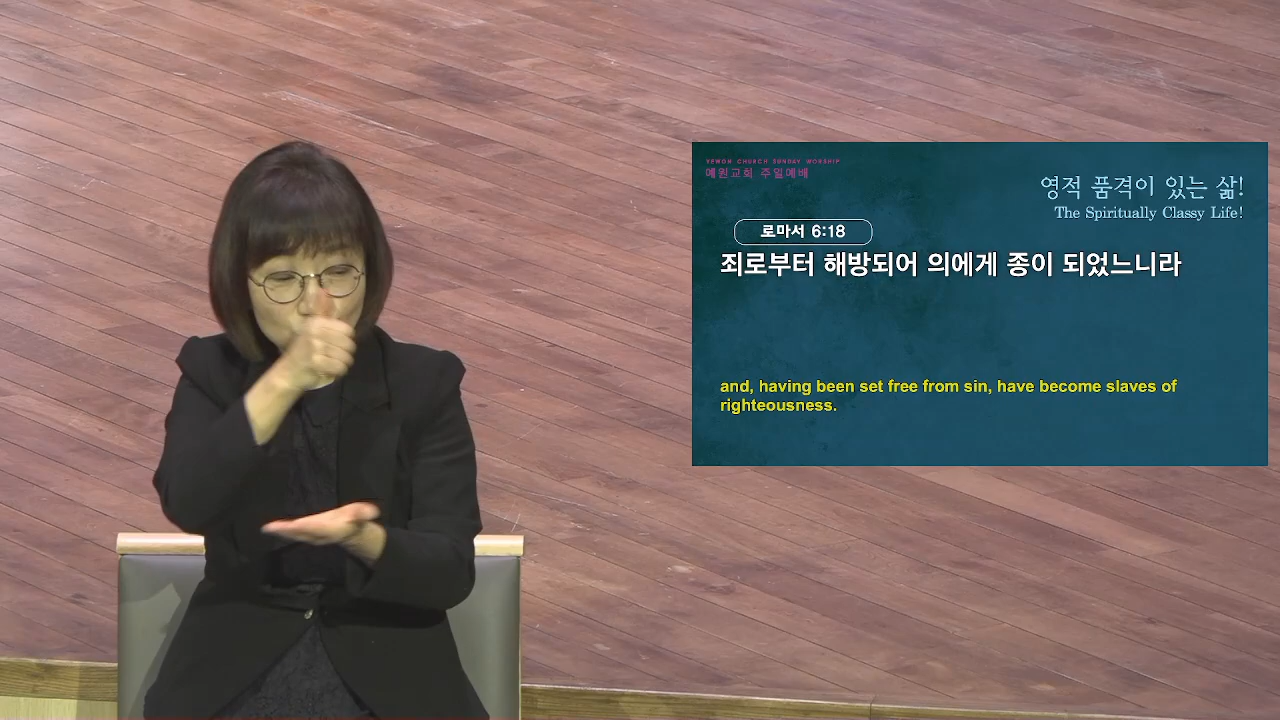 YEWON CHURCH SUNDAY WORSHIP
예원교회 주일예배
영적 품격이 있는 삶!
The Spiritually Classy Life!
로마서 6:18
죄로부터 해방되어 의에게 종이 되었느니라
and, having been set free from sin, have become slaves of
righteousness.